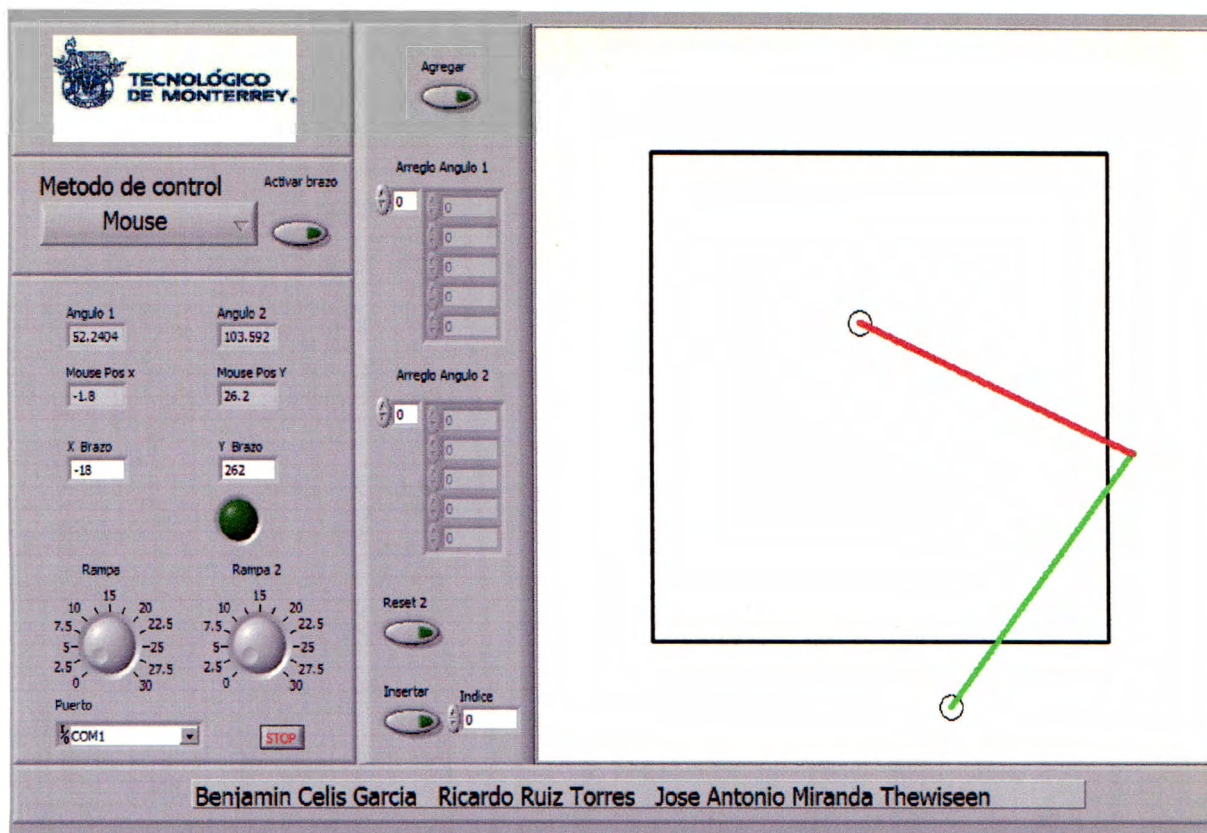 TECNOLÓGICO
DE MONTERREY®
Metodo de control
Activar brazo
Mouse
Angulo 1
Angulo 2
52.2404
103.592
Mouse Pos x
Mouse Pos Y
-1.8
26.2
X Brazo
Y Brazo
-18
262
Rampa
Rampa 2
0 2.5 5 7.5 10 15 20 22.5 25 27.5 30
0 2.5 5 7.5 10 15 20 22.5 25 27.5 30
Puerto
COM1
STOP
Agregar
Arreglo Angulo 1
0
0
0
0
0
0
Arreglo Angulo 2
0
0
0
0
0
0
Reset 2
Insertar
Indice
0
Benjamin Celis Garcia Ricardo Ruiz Torres Jose Antonio Miranda Thewiseen